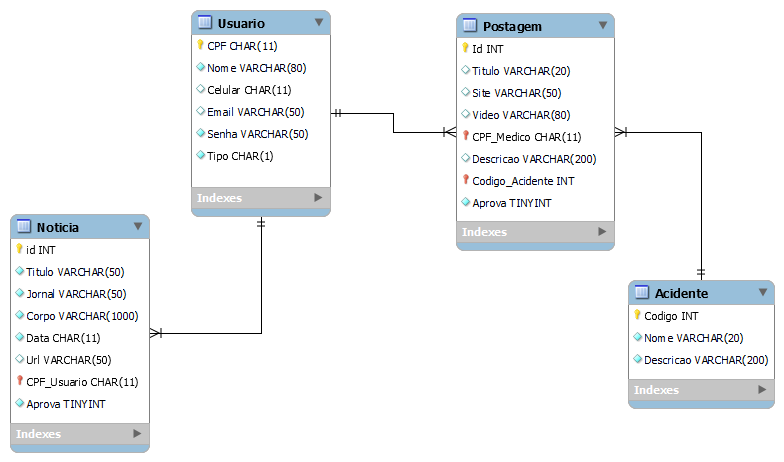 Usuario
CPF CHAR(11)
Nome VARCHAR(80)
Celular CHAR(11)
Email VARCHAR(50)
Senha VARCHAR(50)
Tipo CHAR(1)
Indexes
Postagem
Id INT
Titulo VARCHAR(20)
Site VARCHAR(50)
Video VARCHAR(80)
CPF_Medico CHAR(11)
Descricao VARCHAR(200)
Codigo_Acidente INT
Aprova TINYINT
Indexes
Noticia
id INT
Titulo VARCHAR(50)
Jornal VARCHAR(50)
Corpo VARCHAR(1000)
Data CHAR(11)
Url VARCHAR(50)
CPF_Usuario CHAR(11)
Aprova TINYINT
Indexes
Acidente
Codigo INT
Nome VARCHAR(20)
Descricao VARCHAR(200)
Indexes